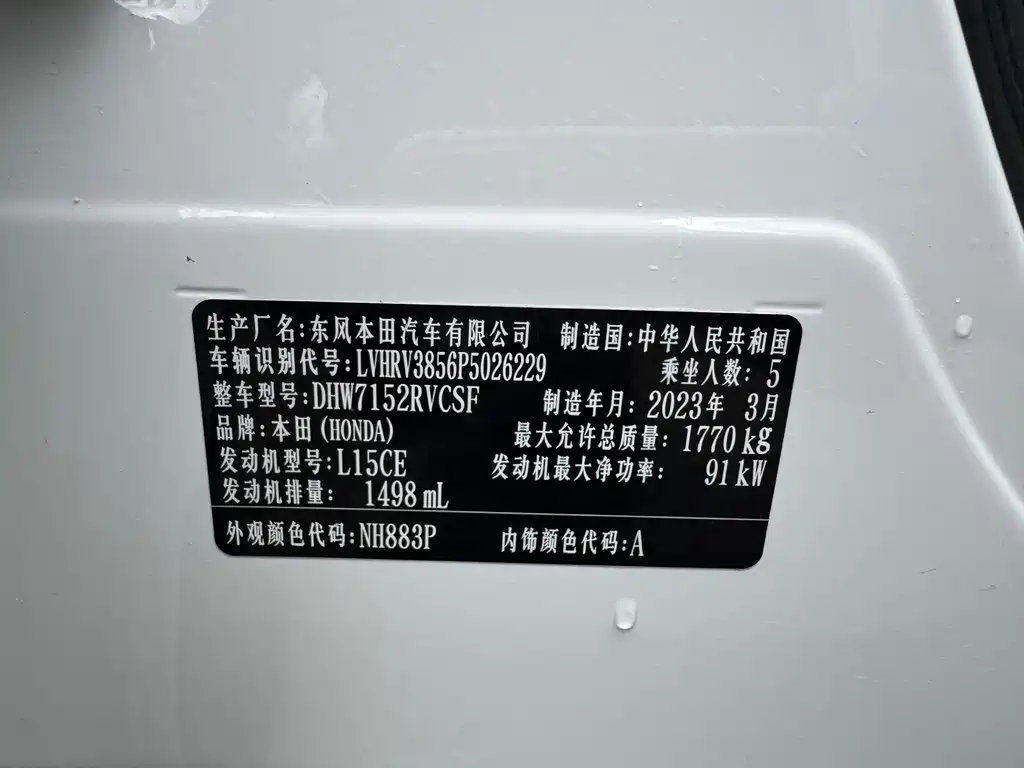 生产厂名:东风本田汽车有限公司 制造国:中华人民共和国
车辆识别代号:LVHRV3856P5026229 乘坐人数: 5
整车型号:DHW7152RVCSF 制造年月: 2023年 3月
品牌:本田(HONDA) 最大允许总质量: 1770 kg
发动机型号:L15CE 发动机最大净功率: 91 kW
发动机排量: 1498 mL
外观颜色代码:NH883P 内饰颜色代码:A